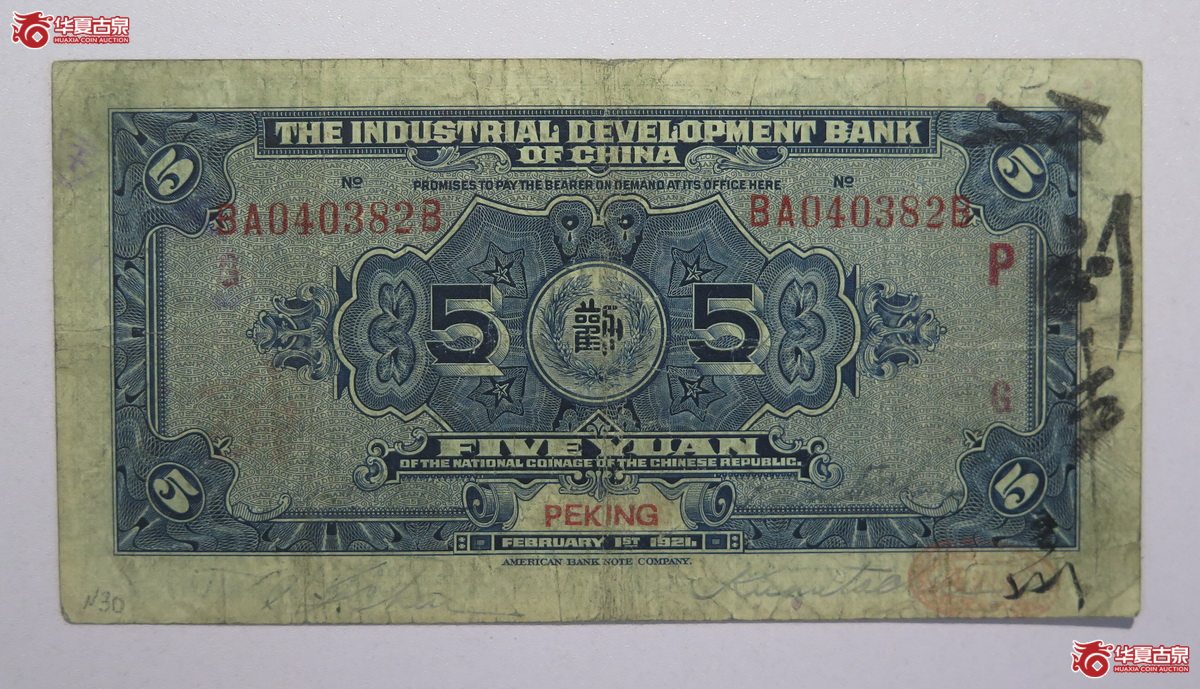 华夏古泉
HUAXIA COIN AUCTION
THE INDUSTRIAL DEVELOPMENT BANK
OF CHINA
Nº PROMISES TO PAY THE BEARER ON DEMAND AT ITS OFFICE HERE Nº
5 5
BA040382B BA040382B
P
5 5
G
FIVE YUAN
OF THE NATIONAL COINAGE OF THE CHINESE REPUBLIC.
5 5
PEKING
FEBRUARY 1ST 1921.
AMERICAN BANK NOTE COMPANY.
N30
华夏古泉
HUAXIA COIN AUCTION